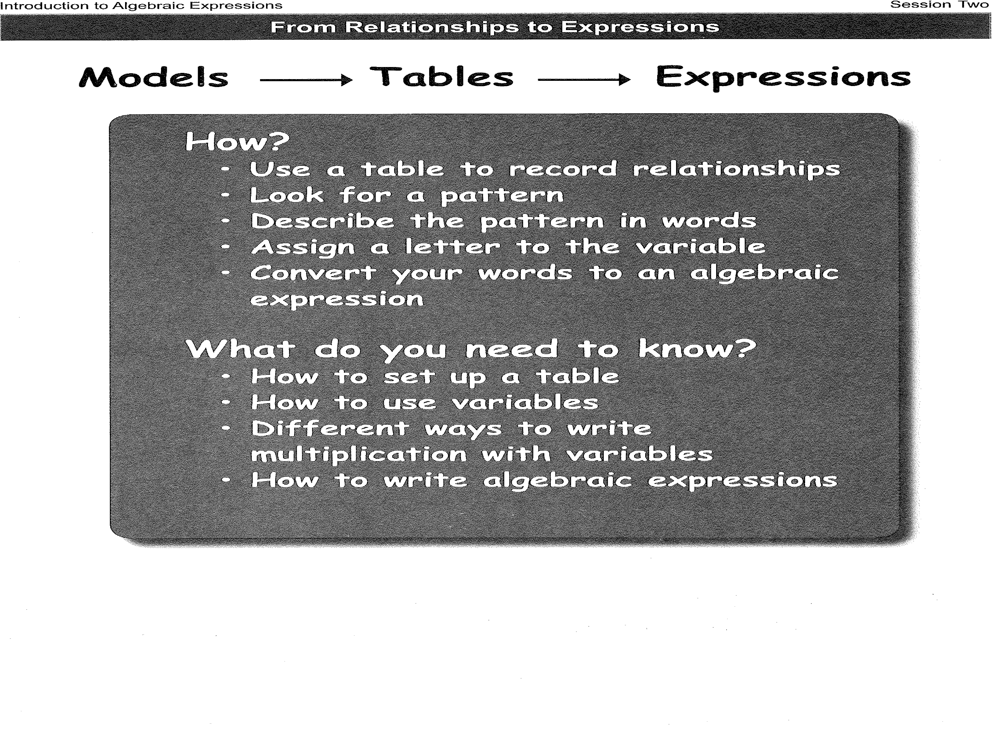 Introduction to Algebraic Expressions
Session Two
From Relationships to Expressions
Models → Tables → Expressions
How?
• Use a table to record relationships
• Look for a pattern
• Describe the pattern in words
• Assign a letter to the variable
• Convert your words to an algebraic
expression
What do you need to know?
• How to set up a table
• How to use variables
• Different ways to write
multiplication with variables
• How to write algebraic expressions